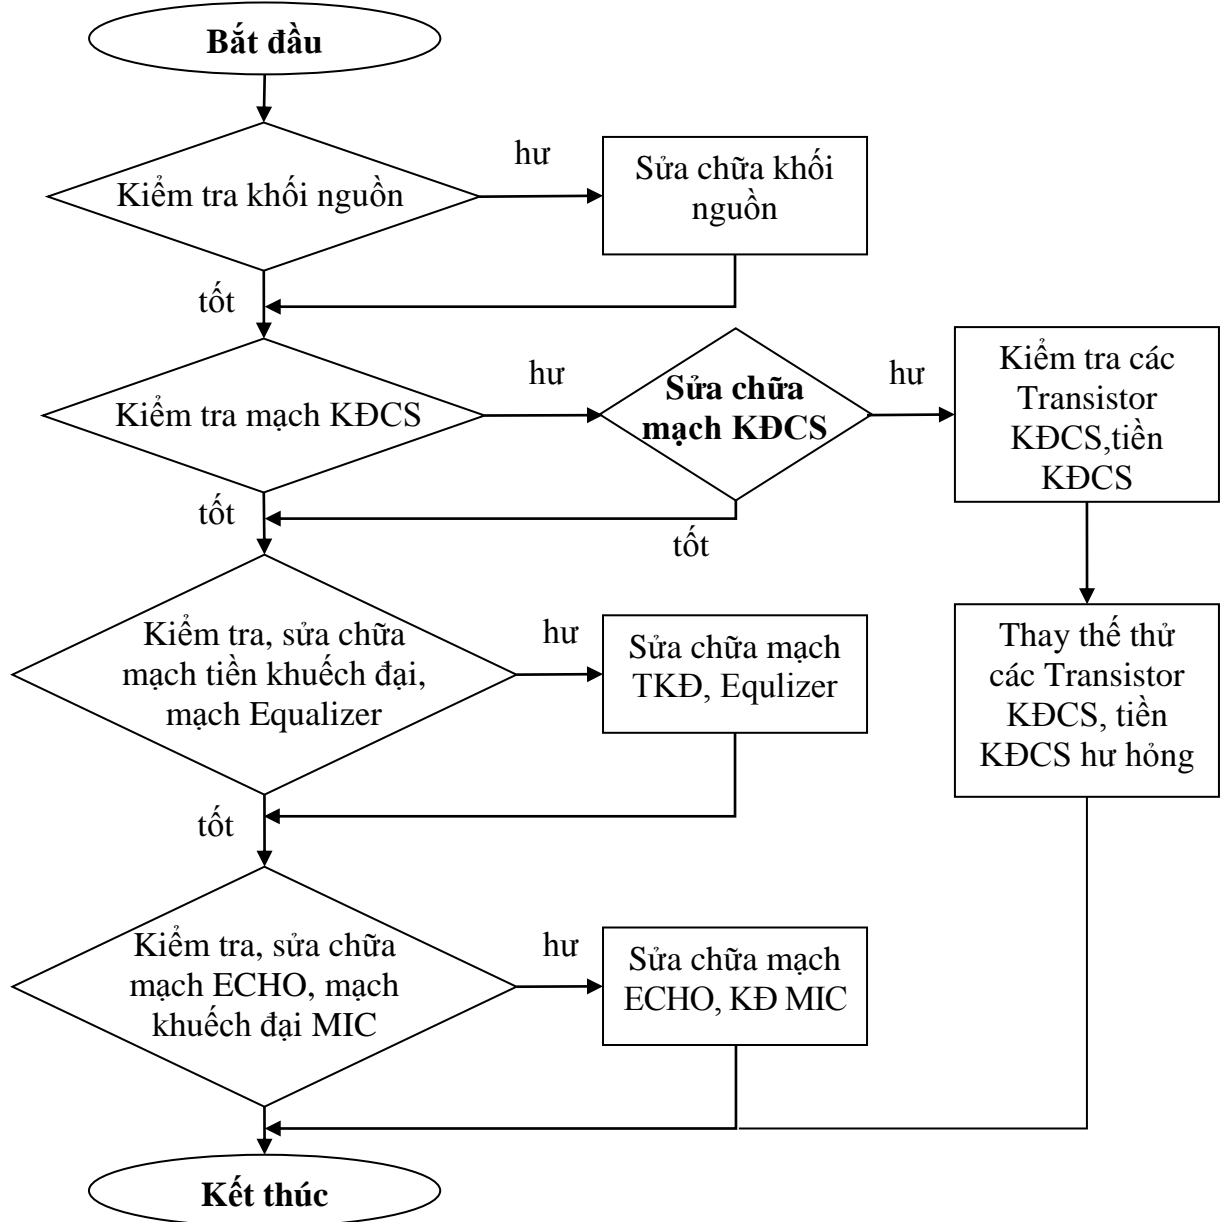 Bắt đầu
hư
Kiểm tra khối nguồn
Sửa chữa khối
nguồn
tốt
Kiểm tra mạch KĐCS
hư
Sửa chữa
mạch KĐCS
hư
Kiểm tra các
Transistor
KĐCS,tiền
KĐCS
tốt
tốt
Kiểm tra, sửa chữa
mạch tiền khuếch đại,
mạch Equalizer
hư
Sửa chữa mạch
TKĐ, Equlizer
Thay thế thử
các Transistor
KĐCS, tiền
KĐCS hư hỏng
tốt
Kiểm tra, sửa chữa
mạch ECHO, mạch
khuếch đại MIC
hư
Sửa chữa mạch
ECHO, KĐ MIC
Kết thúc